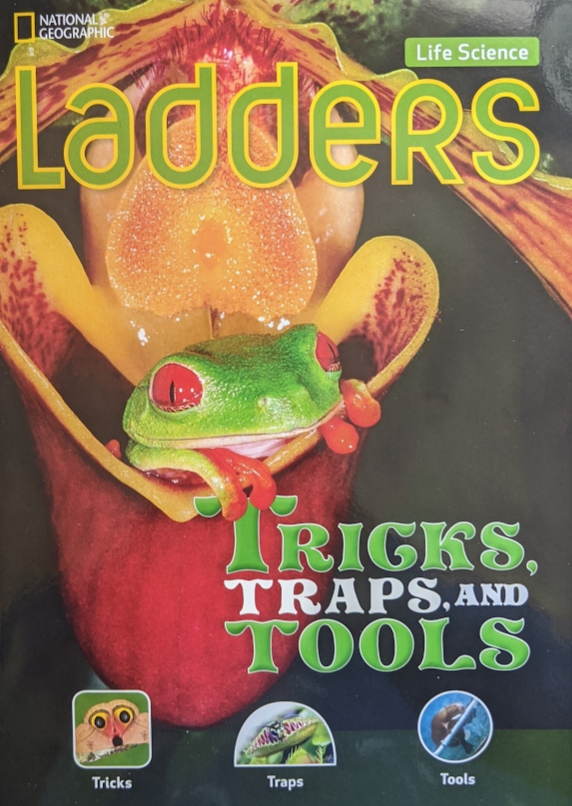 NATIONAL
GEOGRAPHIC
Life Science
LaddeRS
TRICKS,
TRAPS, AND
TOOLS
Tricks
Traps
Tools